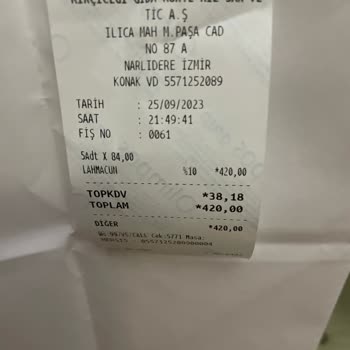 TİC A.Ş
ILICA MAH M.PAŞA CAD
NO 87 A
NARLIDERE İZMİR
KONAK VD 5571252089
TARİH : 25/09/2023
SAAT : 21:49:41
FİŞ NO : 0061
5Adt X 84,00
LAHMACUN %10 *420,00
TOPKDV *38,18
TOPLAM *420,00
DİĞER *420,00